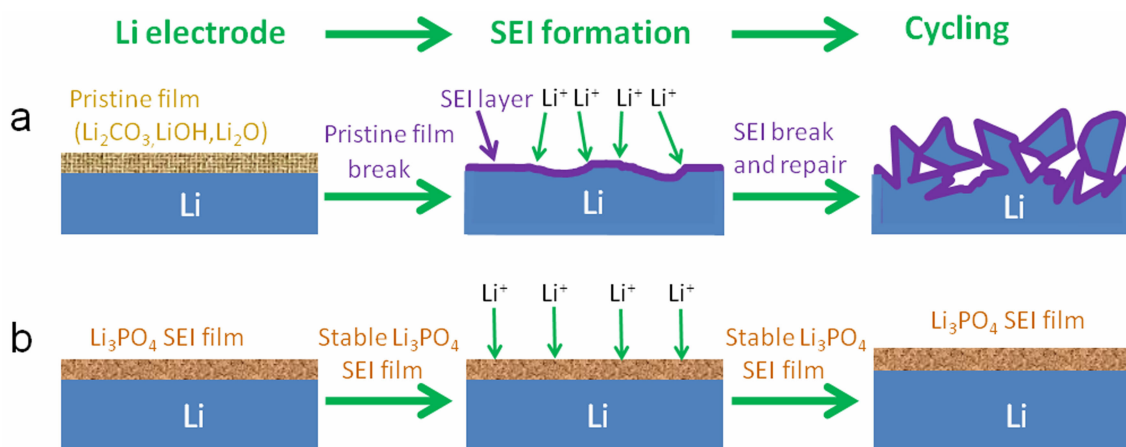 Li electrode
SEI formation
Cycling
a
Pristine film
(Li₂CO₃,LiOH,Li₂O)
Li
Pristine film
break
SEI layer
Li⁺ Li⁺ Li⁺ Li⁺
Li
SEI break
and repair
Li
b
Li₃PO₄ SEI film
Li
Stable Li₃PO₄
SEI film
Li⁺ Li⁺ Li⁺ Li⁺
Li
Stable Li₃PO₄
SEI film
Li₃PO₄ SEI film
Li